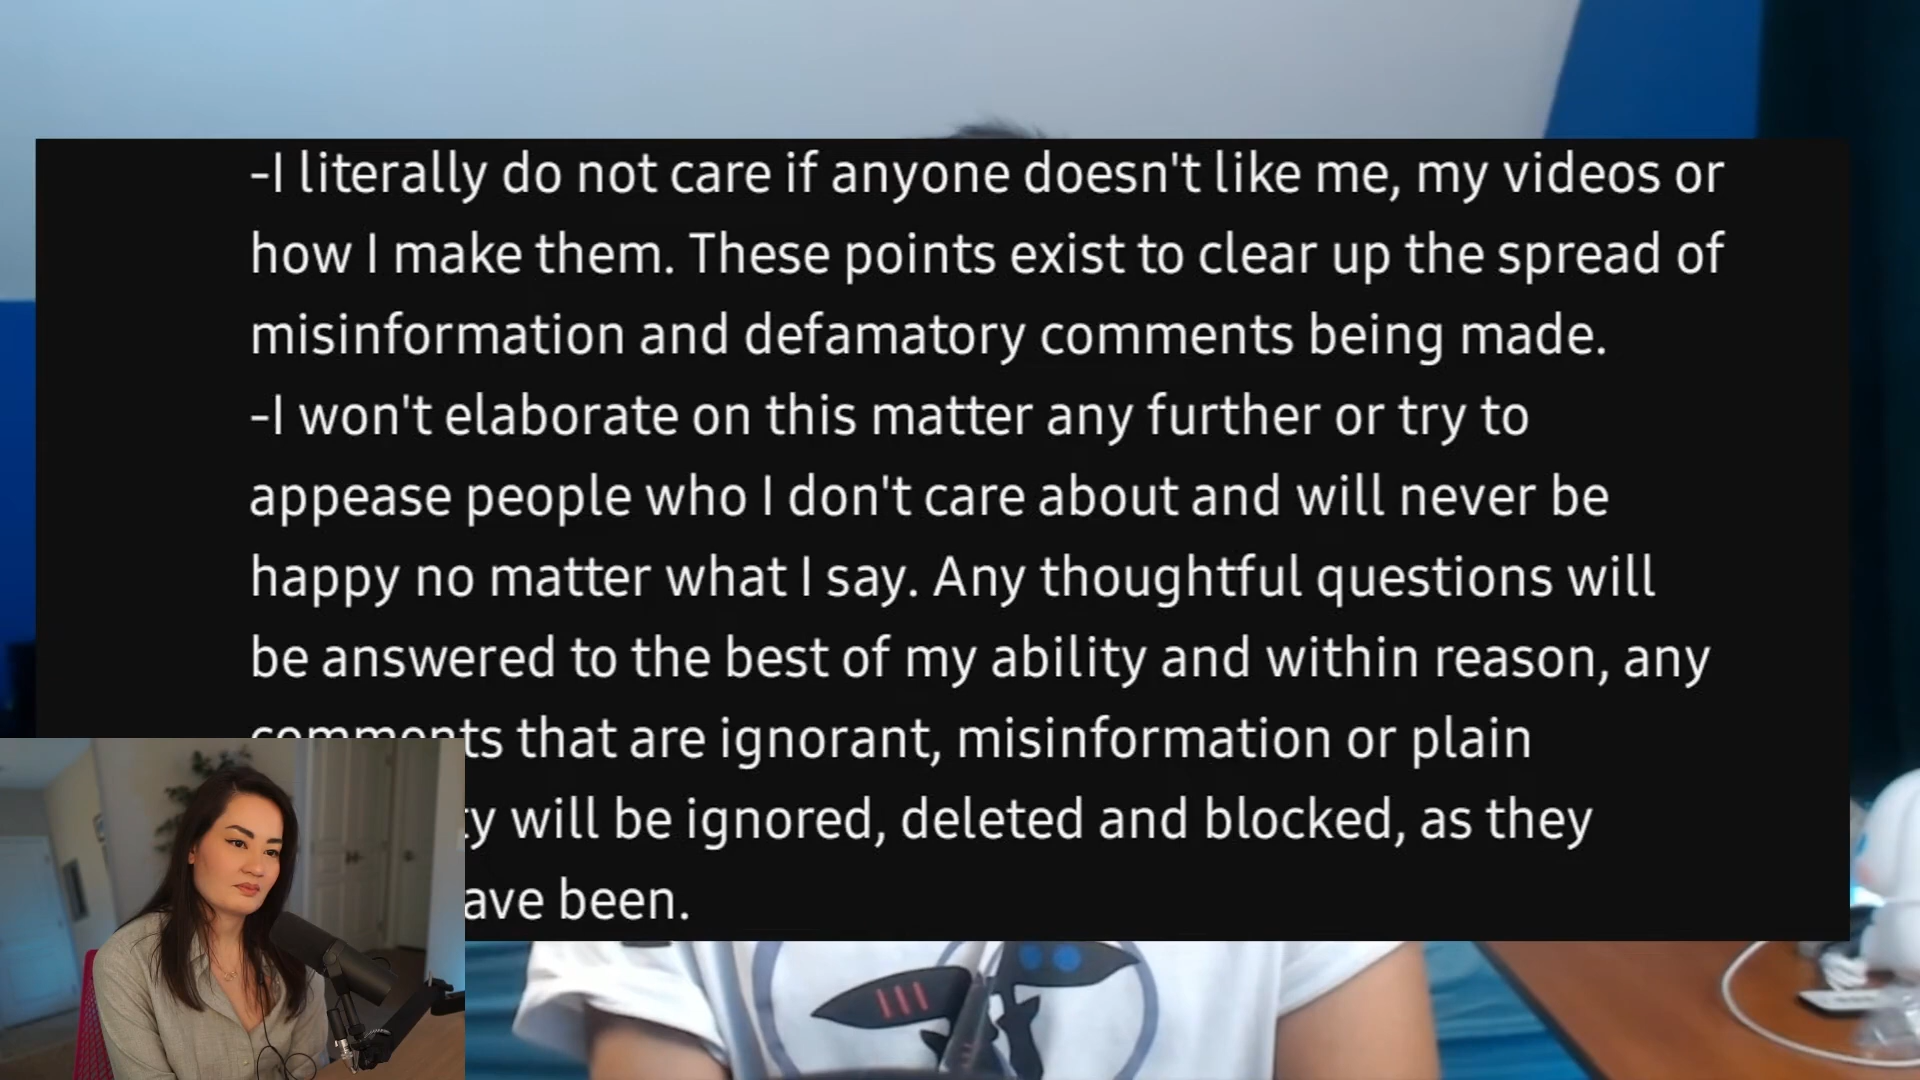 -I literally do not care if anyone doesn't like me, my videos or
how I make them. These points exist to clear up the spread of
misinformation and defamatory comments being made.
-I won't elaborate on this matter any further or try to
appease people who I don't care about and will never be
happy no matter what I say. Any thoughtful questions will
be answered to the best of my ability and within reason, any
comments that are ignorant, misinformation or plain
will be ignored, deleted and blocked, as they
been.